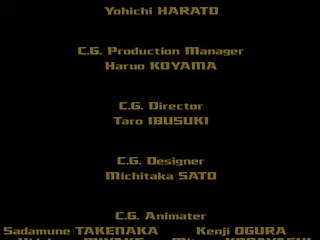 Yohichi HARATO
C.G. Production Manager
Haruo KOYAMA
C.G. Director
Taro IBUSUKI
C.G. Designer
Michitaka SATO
C.G. Animater
Sadamune TAKENAKA Kenji OGURA